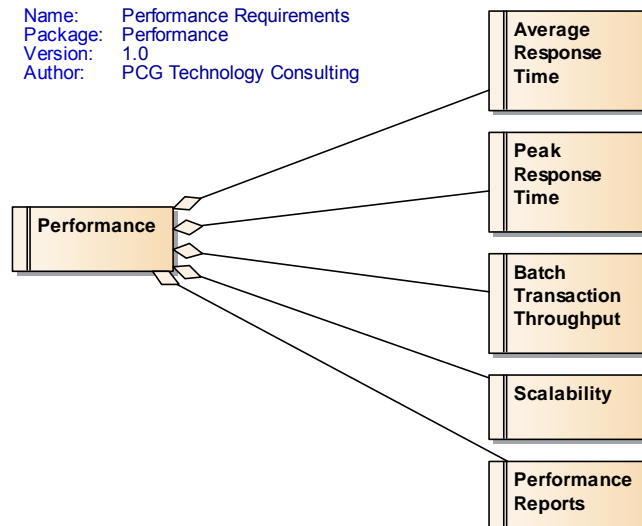 Name: Performance Requirements
Package: Performance
Version: 1.0
Author: PCG Technology Consulting
Average
Response
Time
Peak
Response
Time
Performance
Batch
Transaction
Throughput
Scalability
Performance
Reports